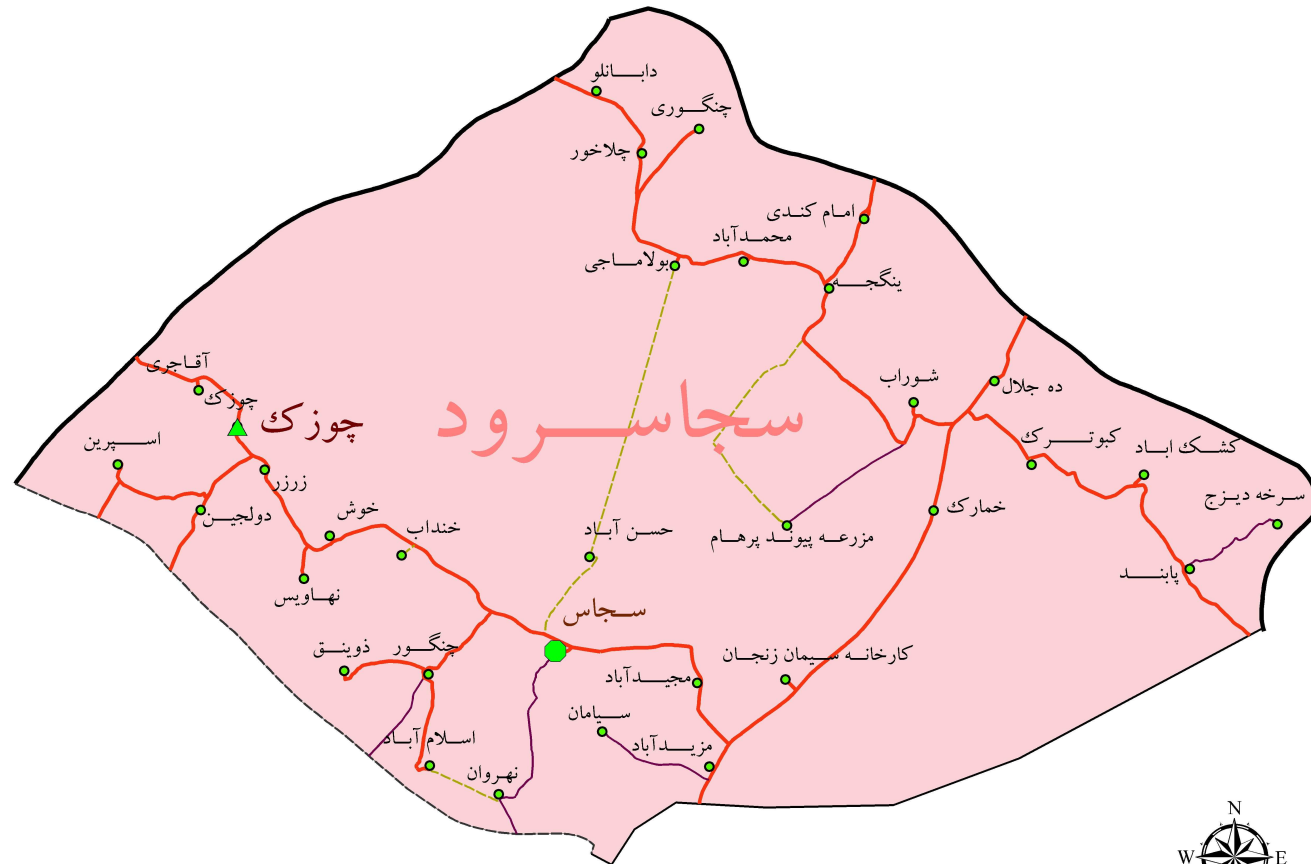 دابانلو
چنگوری
چلاخور
امام کندی
محمدآباد
بولاماجی
ینگجه
آقاجری
چوزک
چوزک
سجاسرود
شوراب
ده جلال
اسپرین
کبوترک
کشک اباد
زرزر
سرخه دیزج
دولجین
خوش
خنداب
خمارک
حسن آباد
مزرعه پیوند پرهام
پابند
نهاویس
سجاس
ذوینق
چنگور
کارخانه سیمان زنجان
مجیدآباد
سیامان
اسلام آباد
مزیدآباد
نهروان
N
W
E